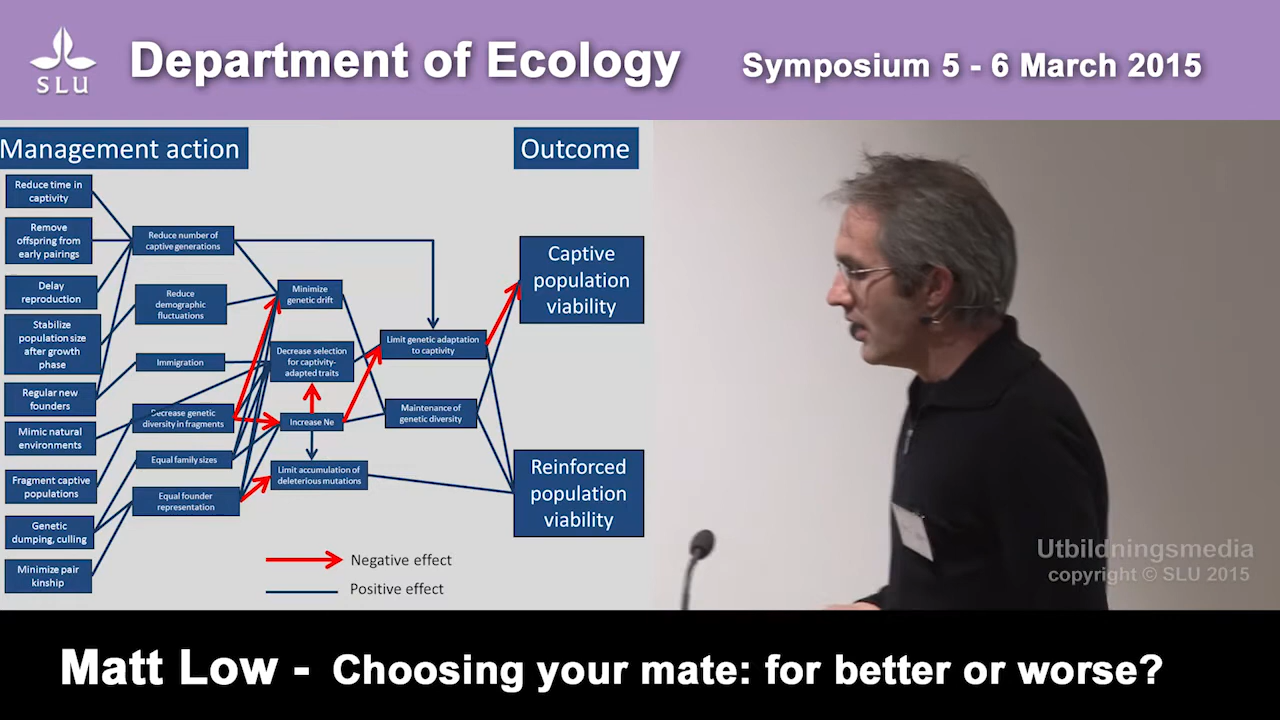 SLU
Department of Ecology
Symposium 5 - 6 March 2015
Management action
Outcome
Reduce time in
captivity
Remove
offspring from
early pairings
Delay
reproduction
Stabilize
population size
after growth
phase
Regular new
founders
Mimic natural
environments
Fragment captive
populations
Genetic
dumping, culling
Minimize pair
kinship
Reduce number of
captive generations
Reduce
demographic
fluctuations
Immigration
Decrease genetic
diversity in fragments
Equal family sizes
Equal founder
representation
Minimize
genetic drift
Decrease selection
for captivity-
adapted traits
Increase Ne
Limit accumulation of
deleterious mutations
Limit genetic adaptation
to captivity
Maintenance of
genetic diversity
Captive
population
viability
Reinforced
population
viability
Negative effect
Positive effect
Utbildningsmedia
copyright © SLU 2015
Matt Low - Choosing your mate: for better or worse?